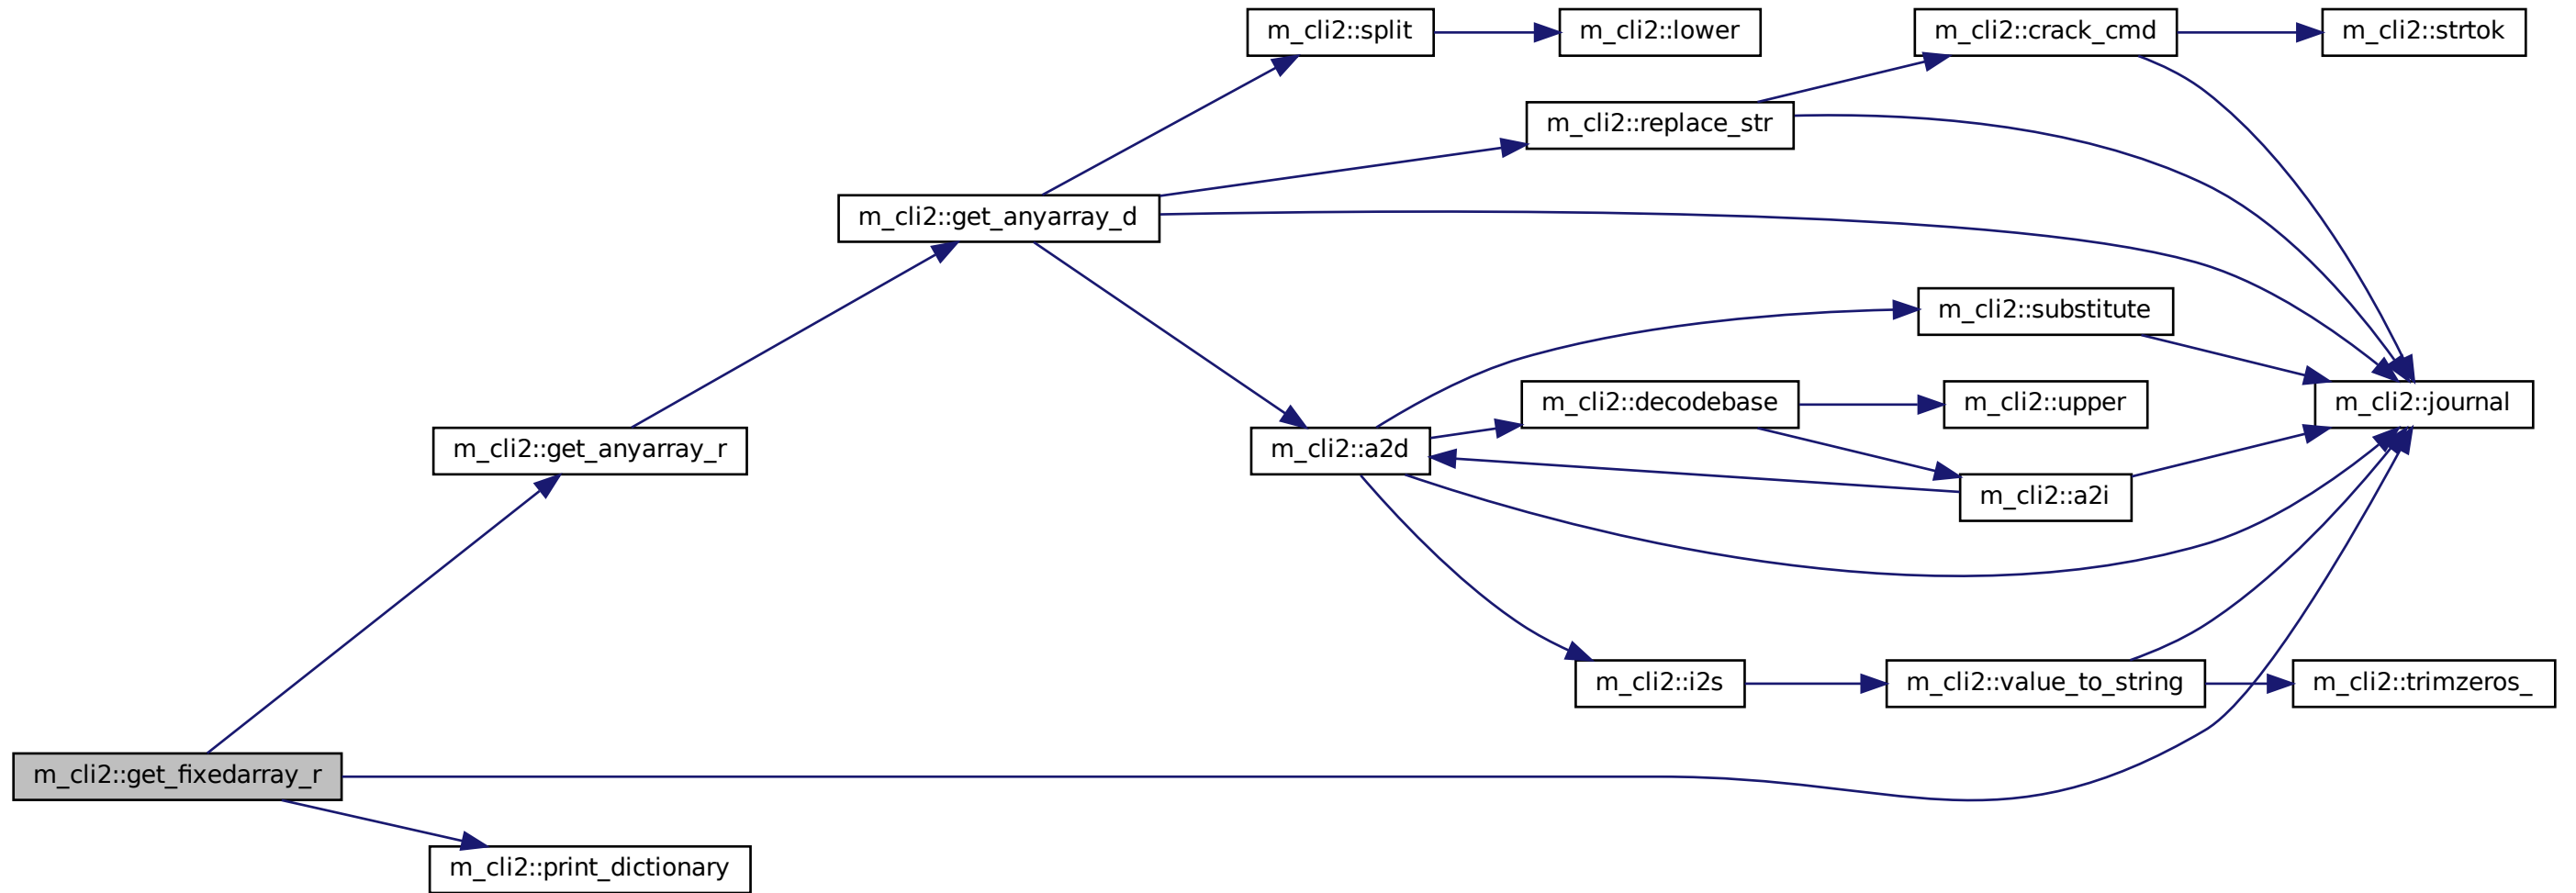 m_cli2::split
m_cli2::lower
m_cli2::crack_cmd
m_cli2::strtok
m_cli2::replace_str
m_cli2::get_anyarray_d
m_cli2::substitute
m_cli2::decodebase
m_cli2::upper
m_cli2::journal
m_cli2::get_anyarray_r
m_cli2::a2d
m_cli2::a2i
m_cli2::i2s
m_cli2::value_to_string
m_cli2::trimzeros_
m_cli2::get_fixedarray_r
m_cli2::print_dictionary